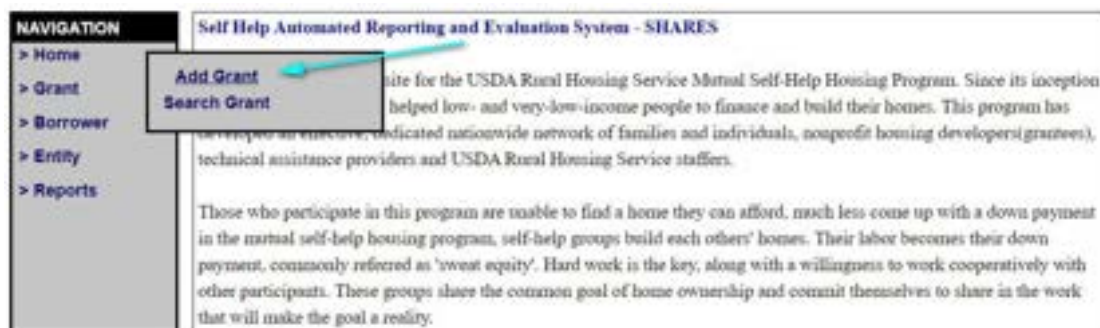 NAVIGATION
> Home
> Grant
> Borrower
> Entity
> Reports
Add Grant
Search Grant
Self Help Automated Reporting and Evaluation System - SHARES
site for the USDA Rural Housing Service Mutual Self-Help Housing Program. Since its inception
helped low- and very-low-income people to finance and build their homes. This program has
developed an effective, dedicated nationwide network of families and individuals, nonprofit housing developers(grantees),
technical assistance providers and USDA Rural Housing Service staffers.
Those who participate in this program are unable to find a home they can afford, much less come up with a down payment
in the mutual self-help housing program, self-help groups build each others' homes. Their labor becomes their down
payment, commonly referred as 'sweat equity'. Hard work is the key, along with a willingness to work cooperatively with
other participants. These groups share the common goal of home ownership and commit themselves to share in the work
that will make the goal a reality.